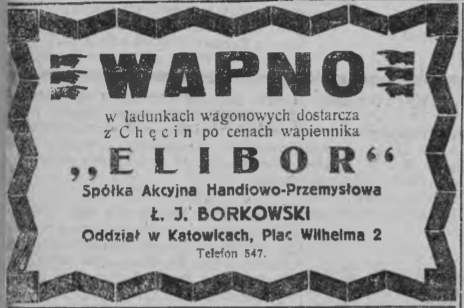 WAPNO
w ładunkach wagonowych dostarcza
z Chęcin po cenach wapiennika
„ELIBOR“
Spółka Akcyjna Handlowo-Przemysłowa
Ł. J. BORKOWSKI
Oddział w Katowicach, Plac Wilhelma 2
Telefon 547.